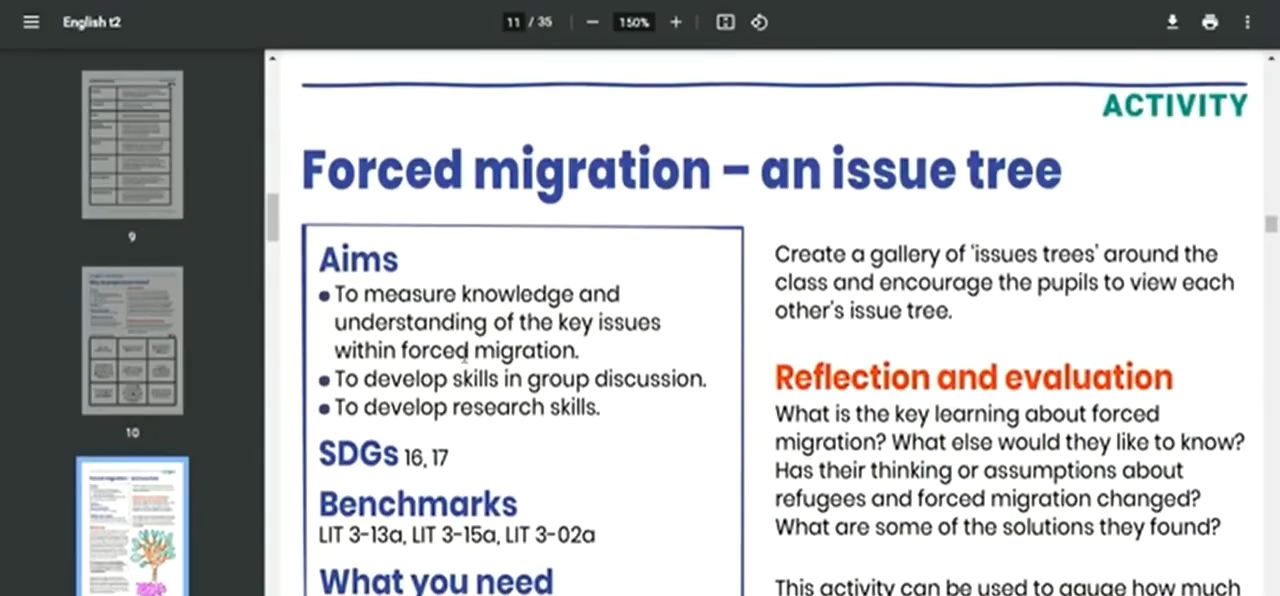 English t2
11 / 35
150%
9
10
ACTIVITY
Forced migration – an issue tree
Aims
• To measure knowledge and
understanding of the key issues
within forced migration.
• To develop skills in group discussion.
• To develop research skills.
SDGs 16, 17
Benchmarks
LIT 3-13a, LIT 3-15a, LIT 3-02a
What you need
Create a gallery of 'issues trees' around the
class and encourage the pupils to view each
other's issue tree.
Reflection and evaluation
What is the key learning about forced
migration? What else would they like to know?
Has their thinking or assumptions about
refugees and forced migration changed?
What are some of the solutions they found?
This activity can be used to gauge how much